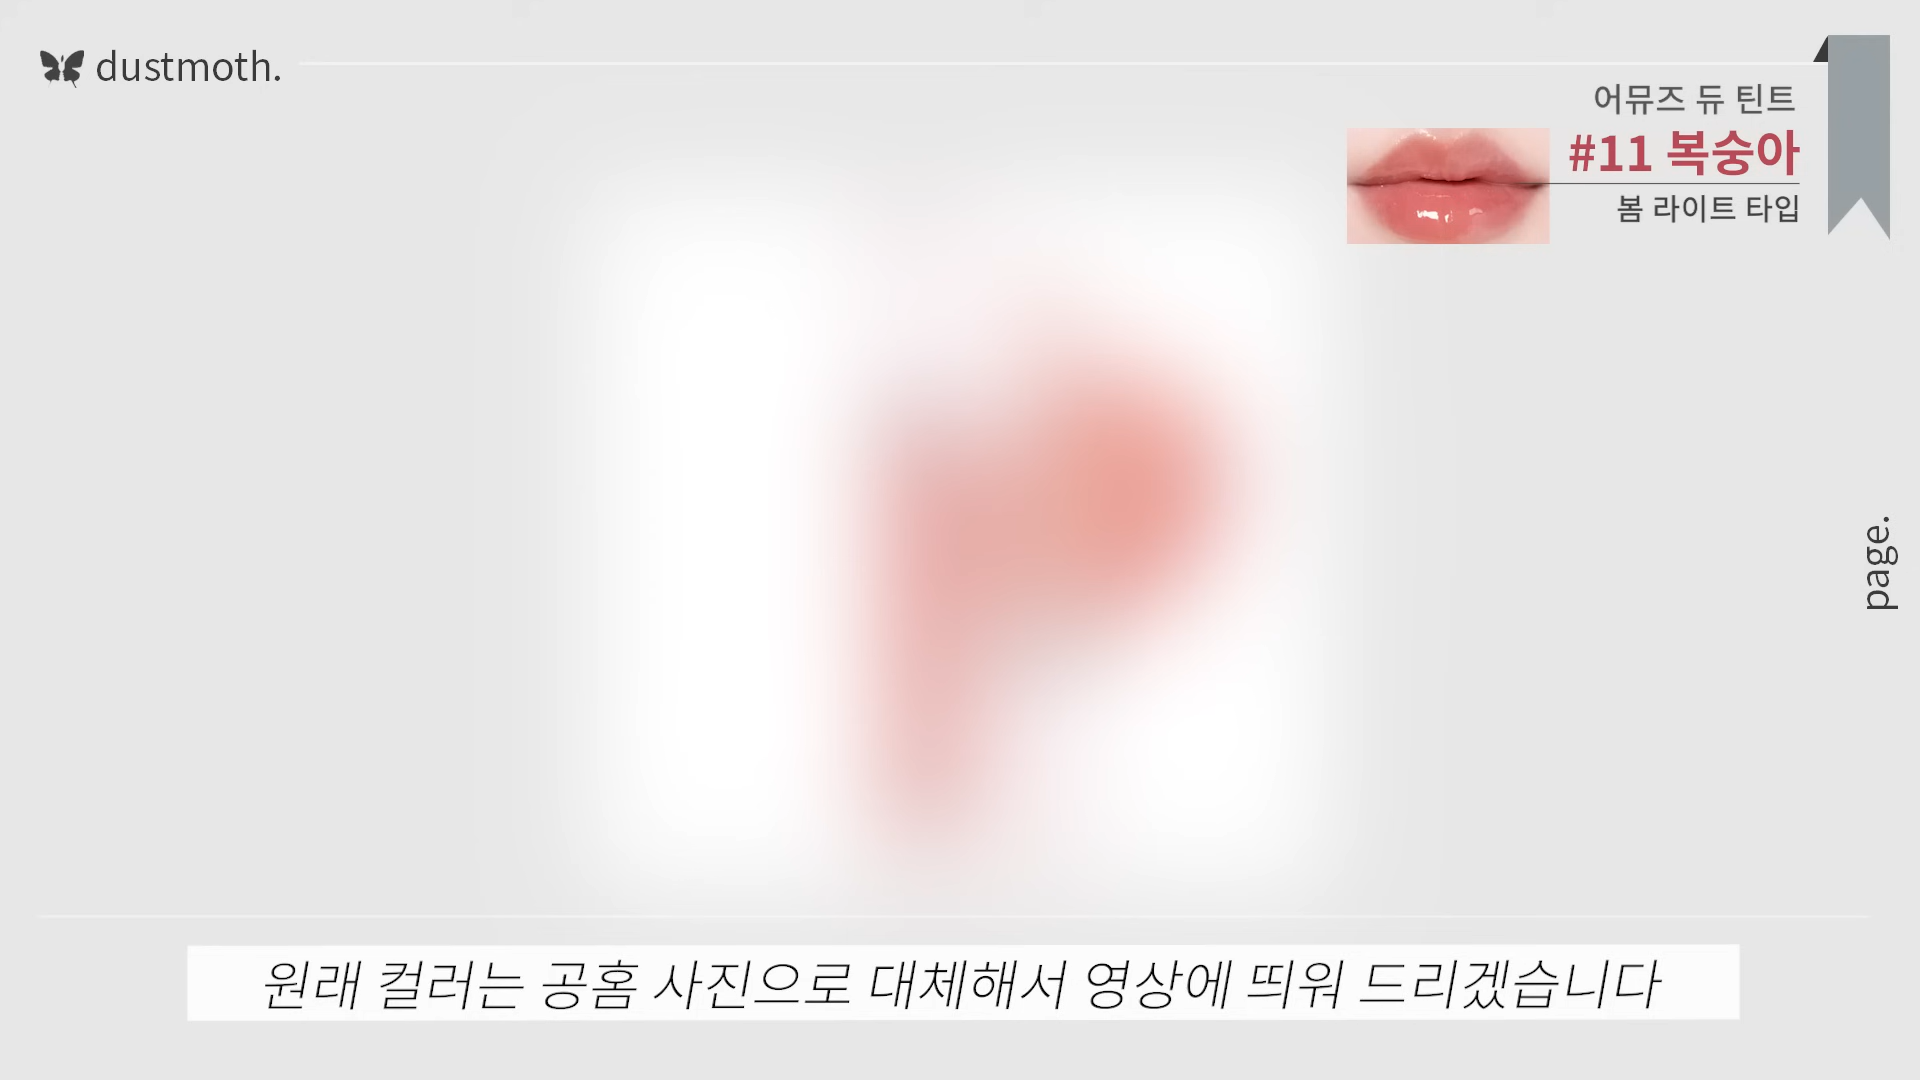 dustmoth.
어뮤즈 듀 틴트
#11 복숭아
봄 라이트 타입
page.
원래 컬러는 공홈 사진으로 대체해서 영상에 띄워 드리겠습니다